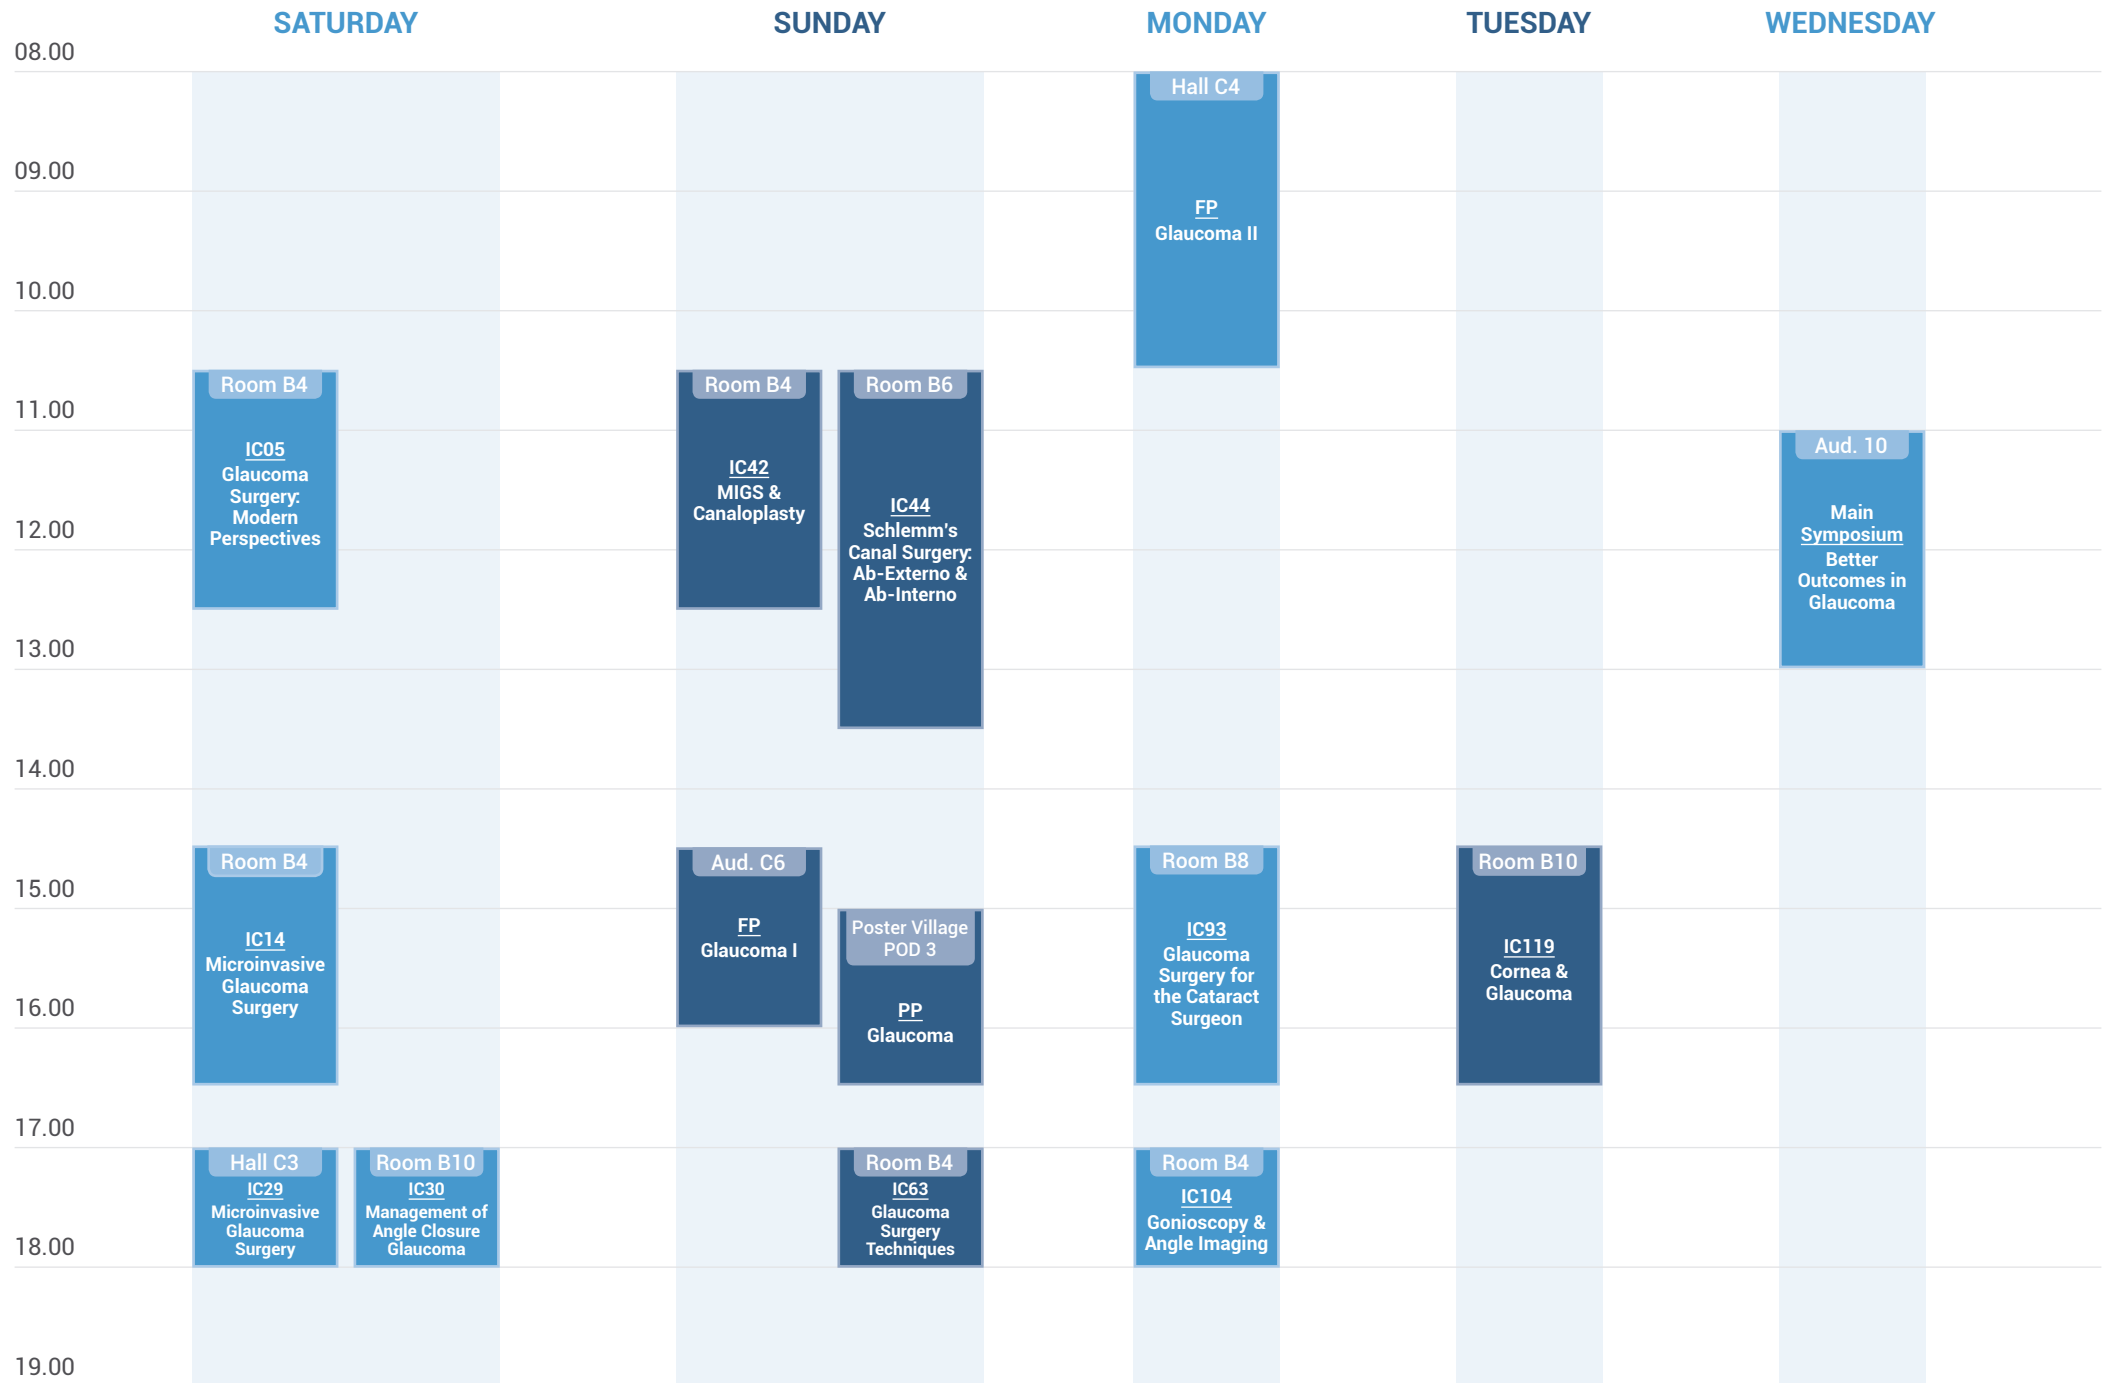 SATURDAY
SUNDAY
MONDAY
TUESDAY
WEDNESDAY
08.00
09.00
10.00
11.00
12.00
13.00
14.00
15.00
16.00
17.00
18.00
19.00
Room B4
IC05
Glaucoma
Surgery:
Modern
Perspectives
Room B4
IC14
Microinvasive
Glaucoma
Surgery
Hall C3
IC29
Microinvasive
Glaucoma
Surgery
Room B10
IC30
Management of
Angle Closure
Glaucoma
Room B4
IC42
MIGS &
Canaloplasty
Room B6
IC44
Schlemm's
Canal Surgery:
Ab-Externo &
Ab-Interno
Aud. C6
FP
Glaucoma I
Poster Village
POD 3
PP
Glaucoma
Room B4
IC63
Glaucoma
Surgery
Techniques
Hall C4
FP
Glaucoma II
Room B8
IC93
Glaucoma
Surgery for
the Cataract
Surgeon
Room B4
IC104
Gonioscopy &
Angle Imaging
Room B10
IC119
Cornea &
Glaucoma
Aud. 10
Main
Symposium
Better
Outcomes in
Glaucoma